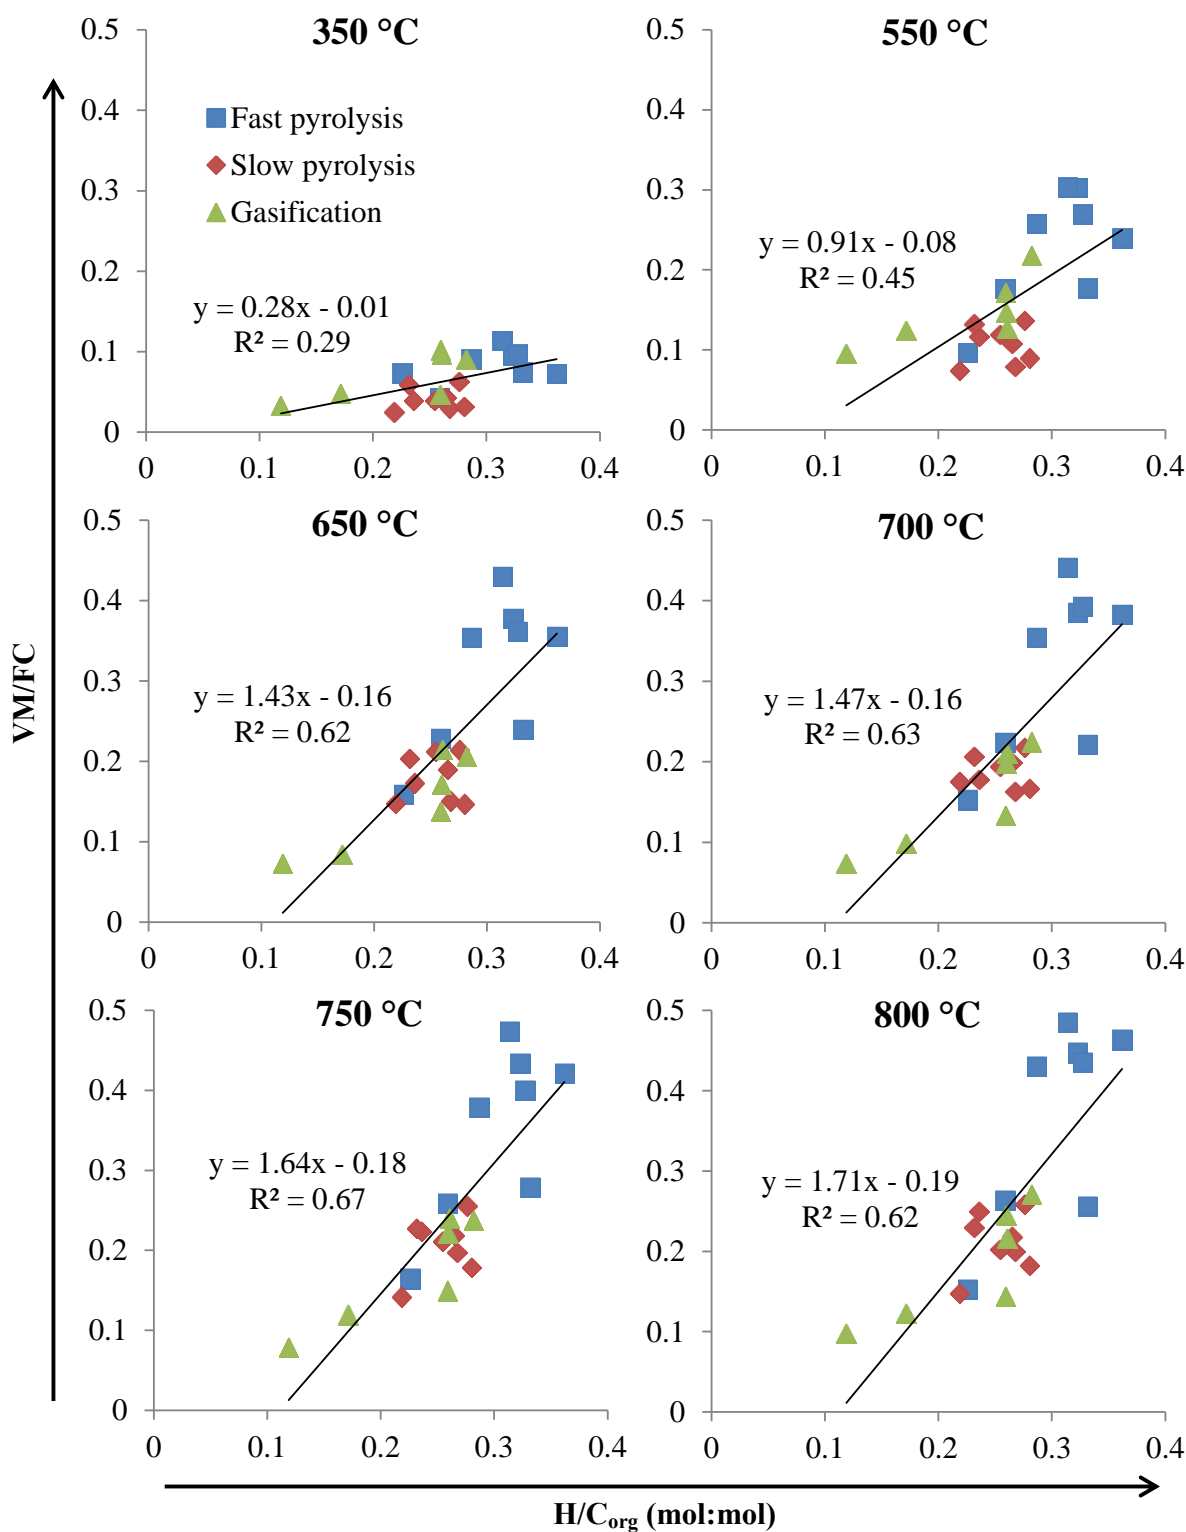 350 °C
0.5
0.4
0.3
0.2
0.1
0
0 0.1 0.2 0.3 0.4
Fast pyrolysis
Slow pyrolysis
Gasification
y = 0.28x - 0.01
R² = 0.29
550 °C
0.5
0.4
0.3
0.2
0.1
0
0 0.1 0.2 0.3 0.4
y = 0.91x - 0.08
R² = 0.45
650 °C
0.5
0.4
0.3
0.2
0.1
0
0 0.1 0.2 0.3 0.4
y = 1.43x - 0.16
R² = 0.62
700 °C
0.5
0.4
0.3
0.2
0.1
0
0 0.1 0.2 0.3 0.4
y = 1.47x - 0.16
R² = 0.63
750 °C
0.5
0.4
0.3
0.2
0.1
0
0 0.1 0.2 0.3 0.4
y = 1.64x - 0.18
R² = 0.67
800 °C
0.5
0.4
0.3
0.2
0.1
0
0 0.1 0.2 0.3 0.4
y = 1.71x - 0.19
R² = 0.62
VM/FC
H/Corg (mol:mol)